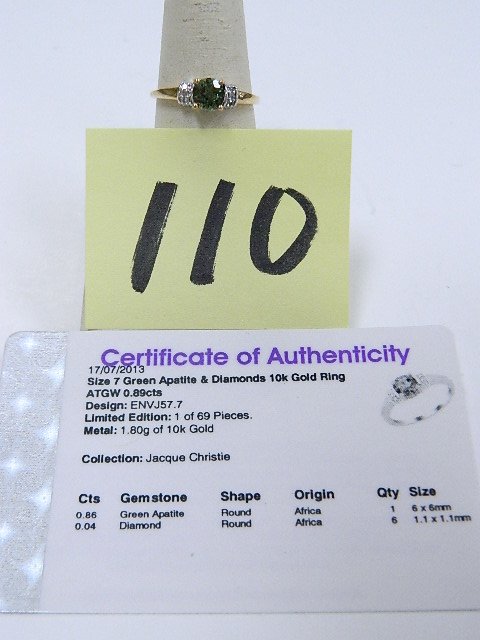 110
Certificate of Authenticity
17/07/2013
Size 7 Green Apatite & Diamonds 10k Gold Ring
ATGW 0.89cts
Design: ENVJ57.7
Limited Edition: 1 of 69 Pieces.
Metal: 1.80g of 10k Gold
Collection: Jacque Christie
Cts Gemstone Shape Origin Qty Size
0.86 Green Apatite Round Africa 1 6 x 6mm
0.04 Diamond Round Africa 6 1.1 x 1.1mm